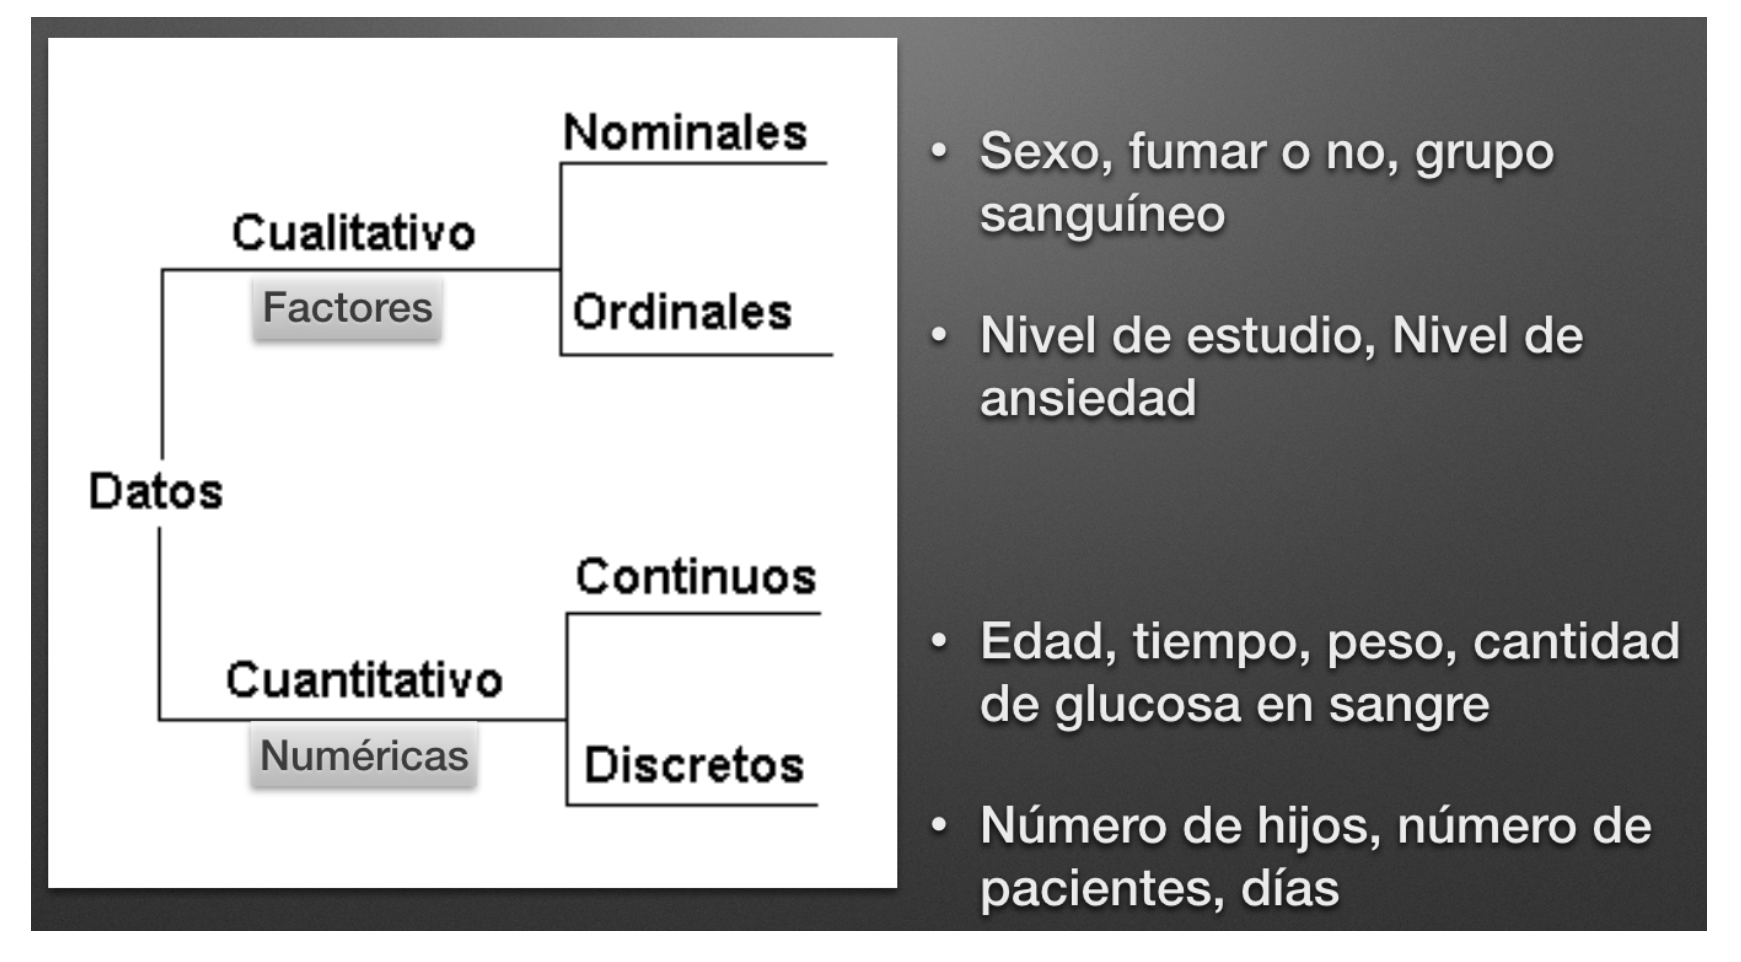 Nominales
Cualitativo
Factores
Ordinales
Datos
Continuos
Cuantitativo
Numéricas
Discretos
• Sexo, fumar o no, grupo
sanguíneo
• Nivel de estudio, Nivel de
ansiedad
• Edad, tiempo, peso, cantidad
de glucosa en sangre
• Número de hijos, número de
pacientes, días